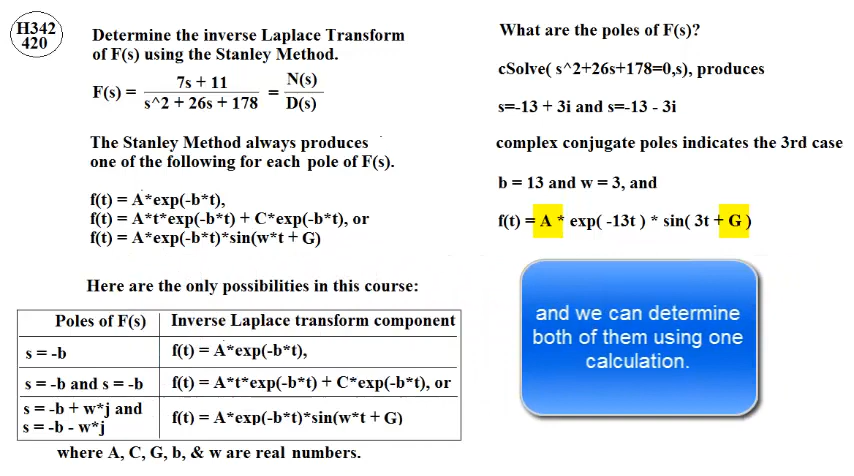 H342
420
Determine the inverse Laplace Transform
of F(s) using the Stanley Method.
F(s) = 7s + 11 / s^2 + 26s + 178 = N(s) / D(s)
The Stanley Method always produces
one of the following for each pole of F(s).
f(t) = A*exp(-b*t),
f(t) = A*t*exp(-b*t) + C*exp(-b*t), or
f(t) = A*exp(-b*t)*sin(w*t + G)
Here are the only possibilities in this course:
Poles of F(s) Inverse Laplace transform component
s = -b f(t) = A*exp(-b*t),
s = -b and s = -b f(t) = A*t*exp(-b*t) + C*exp(-b*t), or
s = -b + w*j and
s = -b - w*j f(t) = A*exp(-b*t)*sin(w*t + G)
where A, C, G, b, & w are real numbers.
What are the poles of F(s)?
cSolve( s^2+26s+178=0,s), produces
s=-13 + 3i and s=-13 - 3i
complex conjugate poles indicates the 3rd case
b = 13 and w = 3, and
f(t) = A * exp( -13t ) * sin( 3t + G )
and we can determine
both of them using one
calculation.